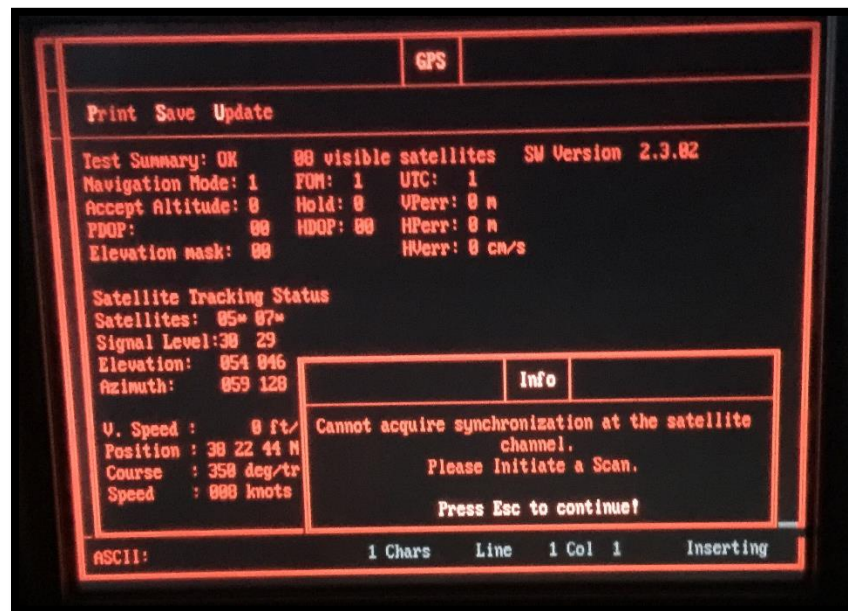 GPS
Print Save Update
Test Summary: OK 00 visible satellites SW Version 2.3.02
Navigation Mode: 1 FOM: 1 UTC: 1
Accept Altitude: 0 Hold: 0 VPerr: 0 m
PDOP: 00 HDOP: 00 HPerr: 0 m
Elevation mask: 00 HVerr: 0 cm/s
Satellite Tracking Status
Satellites: 05* 07*
Signal Level:30 29
Elevation: 054 046
Azimuth: 059 128
V. Speed : 0 ft/
Position : 30 22 44 N
Course : 350 deg/tr
Speed : 000 knots
Info
Cannot acquire synchronization at the satellite
channel.
Please Initiate a Scan.
Press Esc to continue!
ASCII: 1 Chars Line 1 Col 1 Inserting